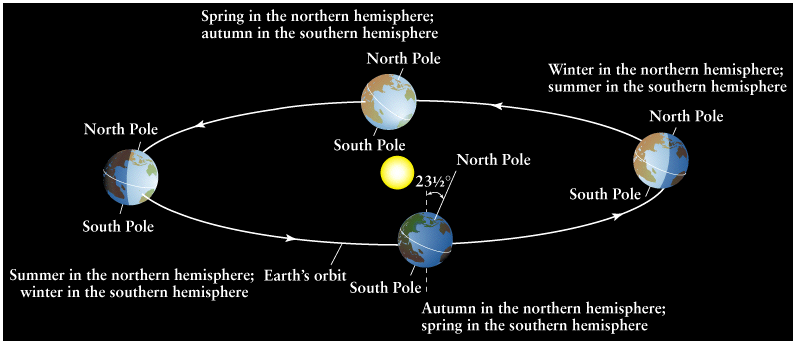 Spring in the northern hemisphere;
autumn in the southern hemisphere
North Pole
Winter in the northern hemisphere;
summer in the southern hemisphere
North Pole
North Pole
South Pole
North Pole
23½°
South Pole
South Pole
Summer in the northern hemisphere;
winter in the southern hemisphere
Earth's orbit
South Pole
Autumn in the northern hemisphere;
spring in the southern hemisphere